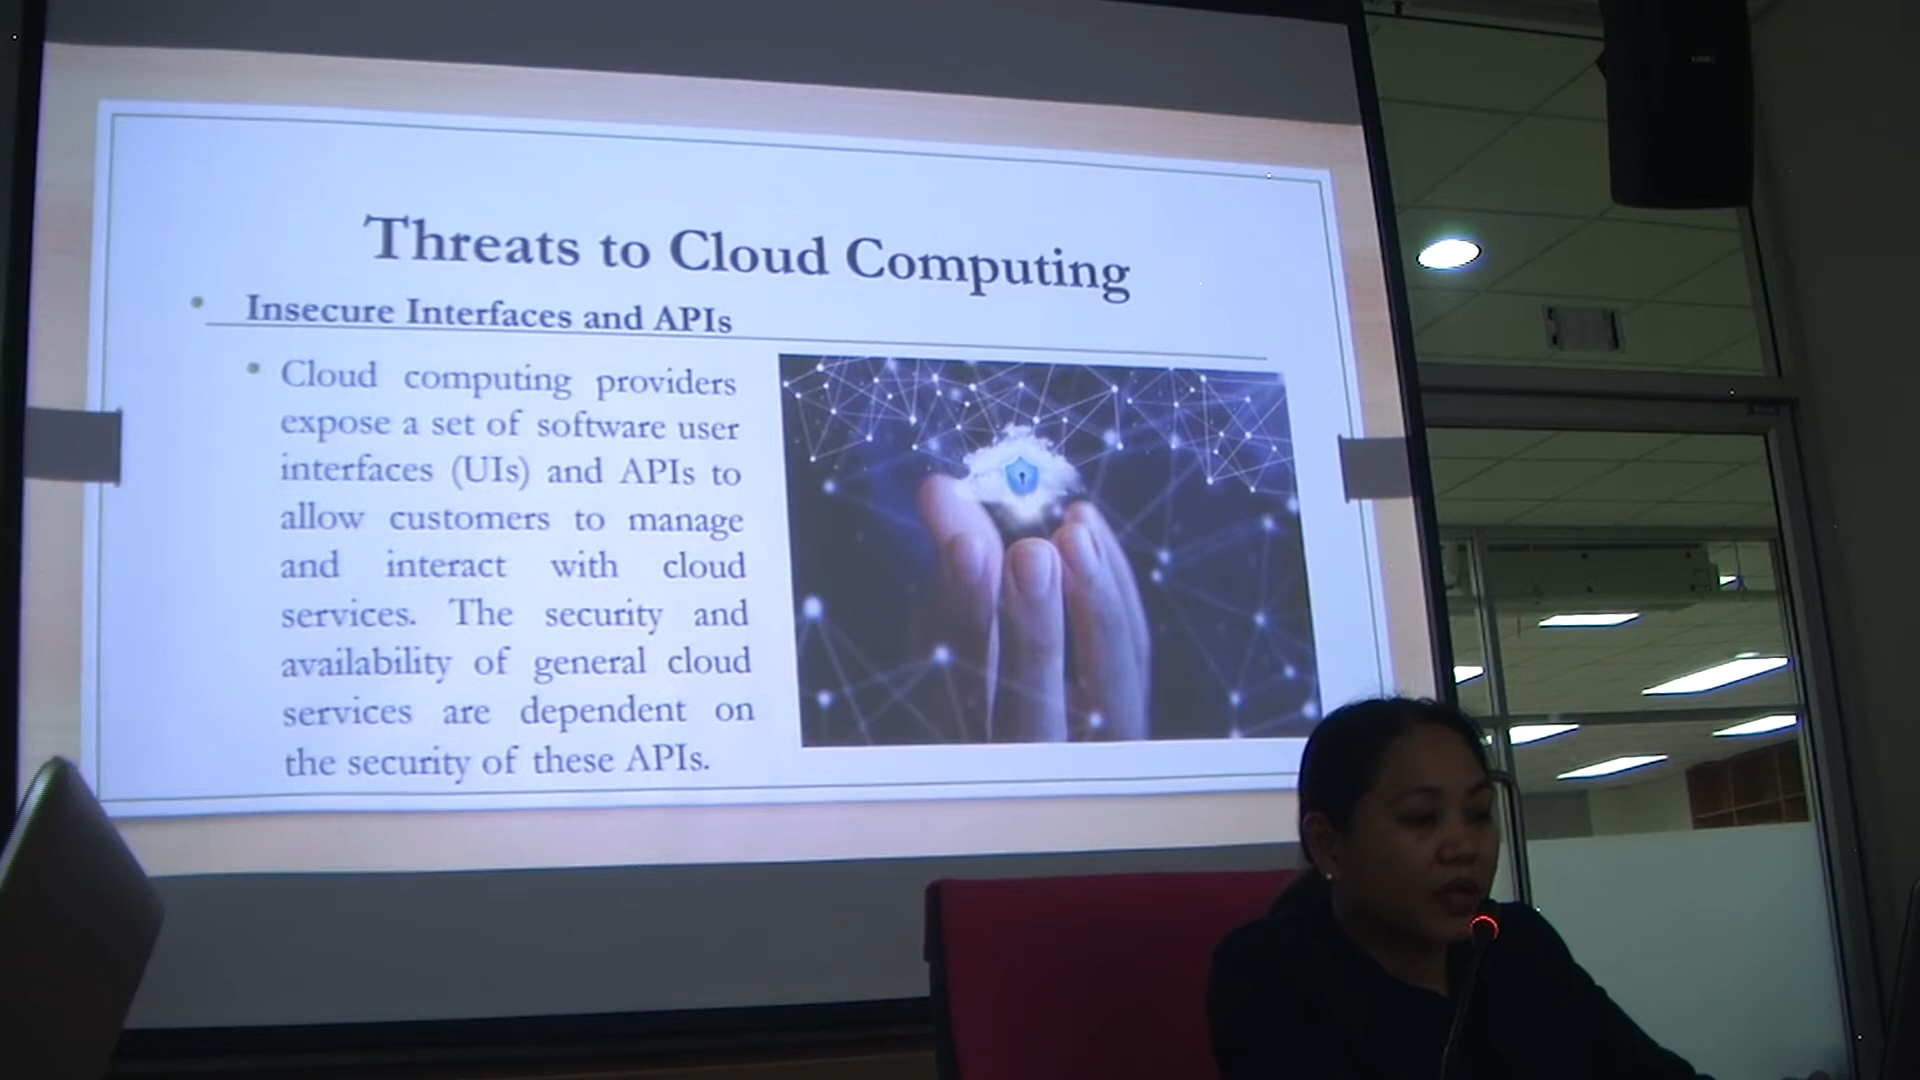 Threats to Cloud Computing
Insecure Interfaces and APIs
Cloud computing providers
expose a set of software user
interfaces (UIs) and APIs to
allow customers to manage
and interact with cloud
services. The security and
availability of general cloud
services are dependent on
the security of these APIs.